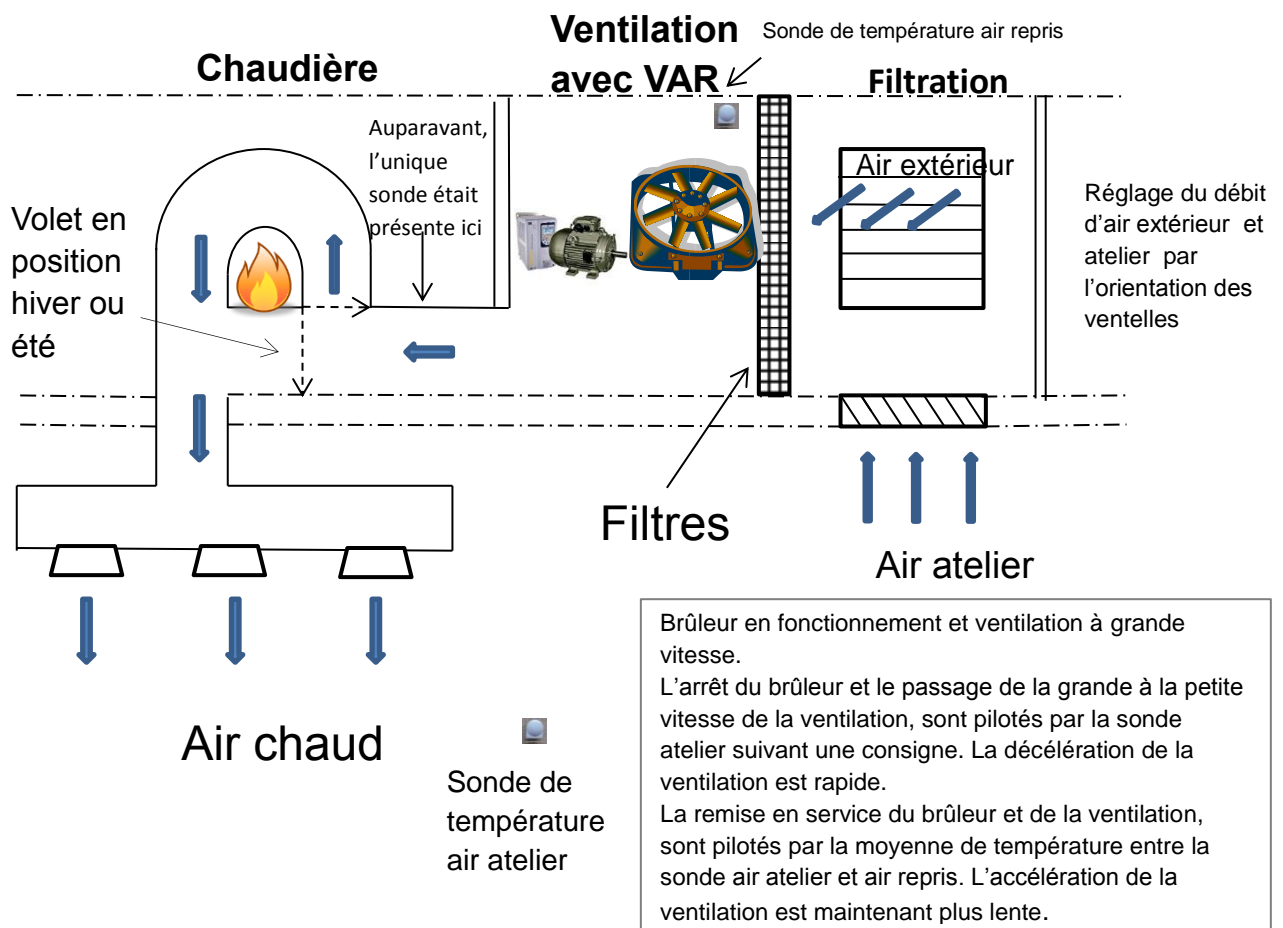 Ventilation
avec VAR
Sonde de température air repris
Chaudière
Filtration
Auparavant,
l'unique
sonde était
présente ici
Air extérieur
Volet en
position
hiver ou
été
Réglage du débit
d'air extérieur et
atelier par
l'orientation des
ventelles
Filtres
Air atelier
Air chaud
Sonde de
température
air atelier
Brûleur en fonctionnement et ventilation à grande
vitesse.
L'arrêt du brûleur et le passage de la grande à la petite
vitesse de la ventilation, sont pilotés par la sonde
atelier suivant une consigne. La décélération de la
ventilation est rapide.
La remise en service du brûleur et de la ventilation,
sont pilotés par la moyenne de température entre la
sonde air atelier et air repris. L'accélération de la
ventilation est maintenant plus lente.